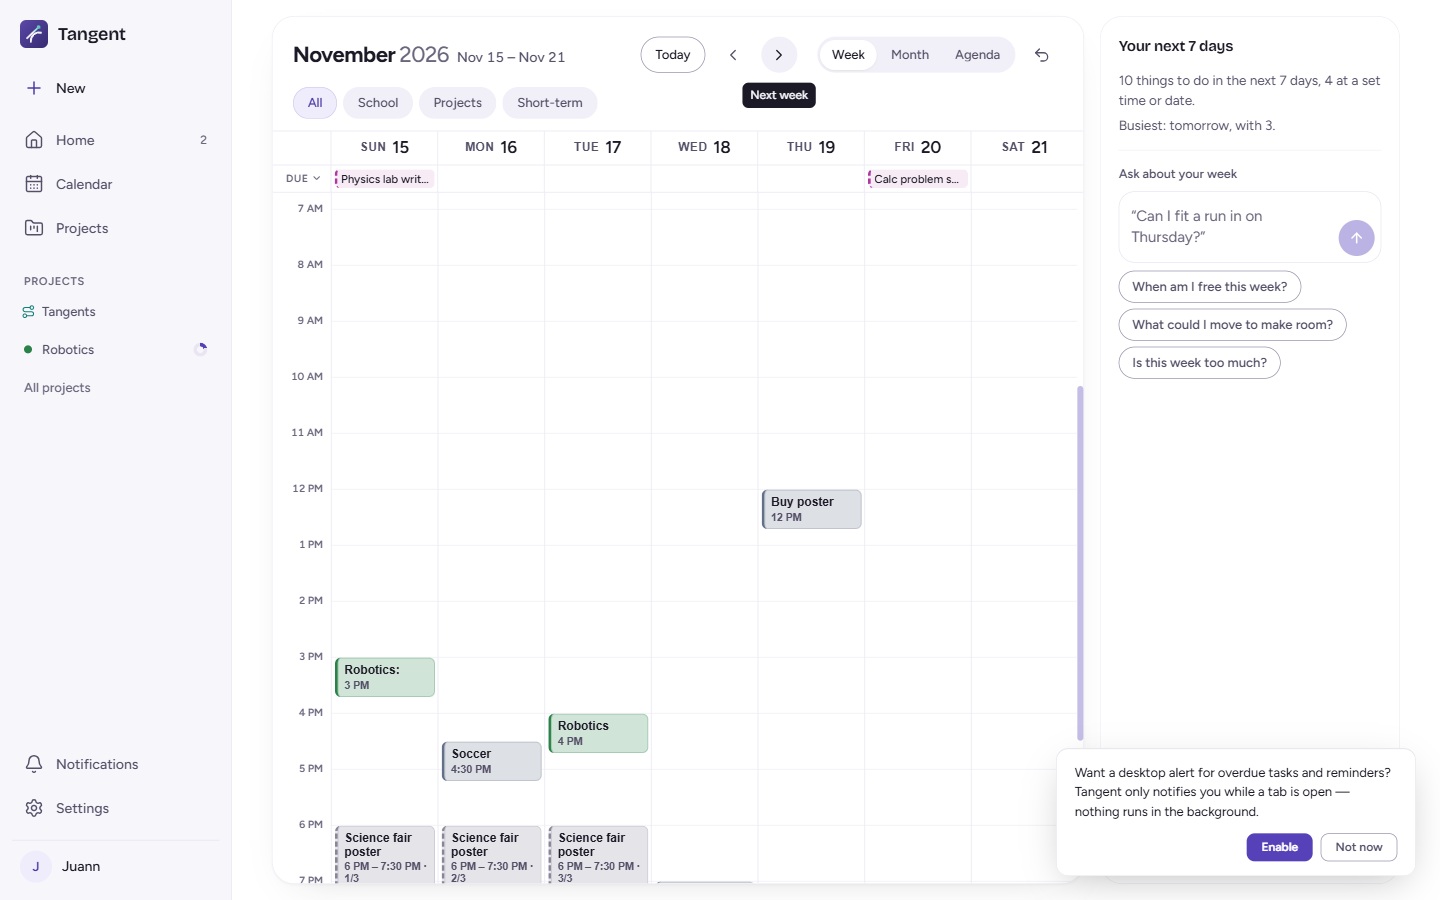 Tangent
New
Home 2
Calendar
Projects
PROJECTS
Tangents
Robotics
All projects
Notifications
Settings
J Juann
November 2026 Nov 15 – Nov 21
Today
Week Month Agenda
Next week
All School Projects Short-term
SUN 15 MON 16 TUE 17 WED 18 THU 19 FRI 20 SAT 21
DUE Physics lab writ... Calc problem s...
7 AM
8 AM
9 AM
10 AM
11 AM
12 PM
Buy poster
12 PM
1 PM
2 PM
3 PM
Robotics:
3 PM
4 PM
Robotics
4 PM
Soccer
4:30 PM
5 PM
6 PM
Science fair
poster
6 PM – 7:30 PM ·
1/3
Science fair
poster
6 PM – 7:30 PM ·
2/3
Science fair
poster
6 PM – 7:30 PM ·
3/3
7 PM
Your next 7 days
10 things to do in the next 7 days, 4 at a set
time or date.
Busiest: tomorrow, with 3.
Ask about your week
“Can I fit a run in on
Thursday?”
When am I free this week?
What could I move to make room?
Is this week too much?
Want a desktop alert for overdue tasks and reminders?
Tangent only notifies you while a tab is open —
nothing runs in the background.
Enable Not now